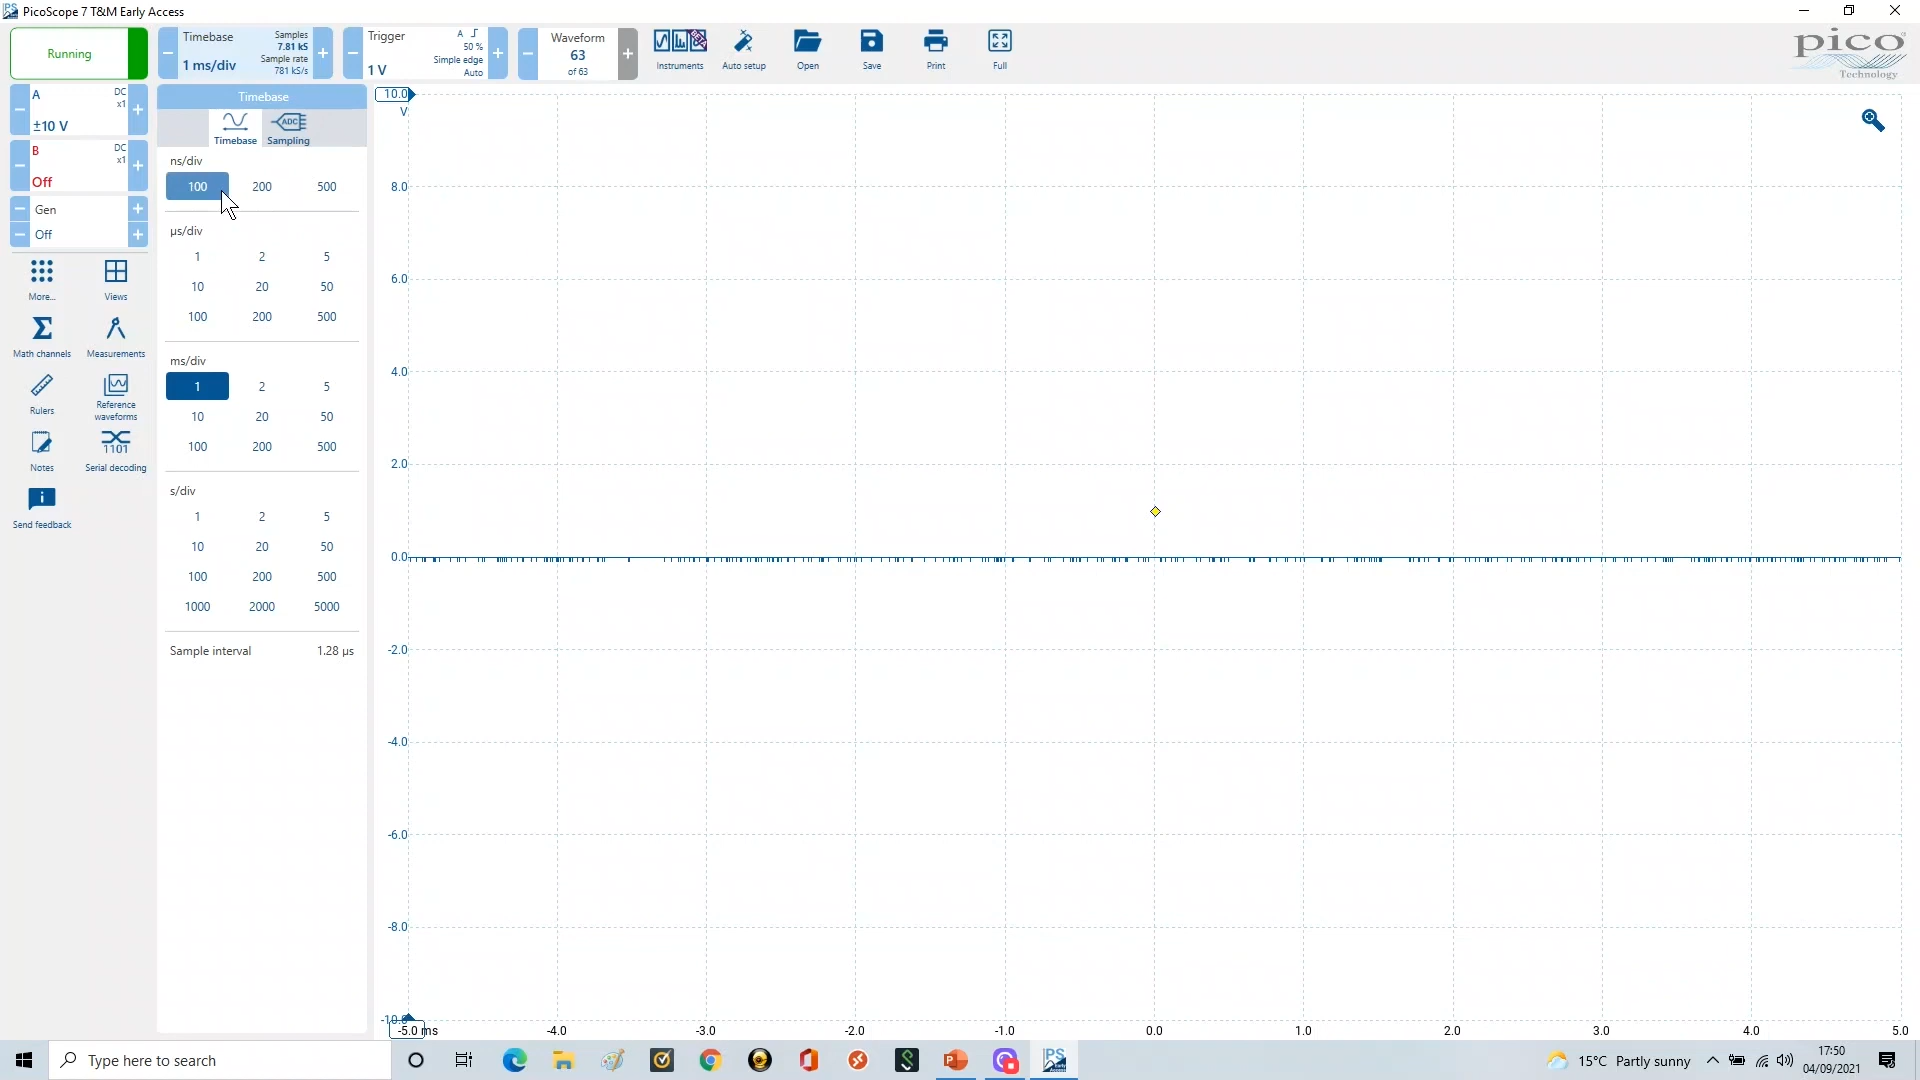 PicoScope 7 T&M Early Access
Running
Timebase
1 ms/div
Samples
7.81 kS
Sample rate
781 kS/s
Trigger
1 V
A
50 %
Simple edge
Auto
Waveform
63
of 63
Instruments
Auto setup
Open
Save
Print
Full
pico
Technology
A
DC
x1
±10 V
B
DC
x1
Off
Gen
Off
More...
Views
Math channels
Measurements
Rulers
Reference
waveforms
Notes
1101
Serial decoding
Send feedback
Timebase
ADC
Timebase
Sampling
ns/div
100 200 500
µs/div
1 2 5
10 20 50
100 200 500
ms/div
1 2 5
10 20 50
100 200 500
s/div
1 2 5
10 20 50
100 200 500
1000 2000 5000
Sample interval 1.28 µs
10.0
V
8.0
6.0
4.0
2.0
0.0
-2.0
-4.0
-6.0
-8.0
-10.0
-5.0 ms -4.0 -3.0 -2.0 -1.0 0.0 1.0 2.0 3.0 4.0 5.0
Type here to search
15°C Partly sunny
17:50
04/09/2021